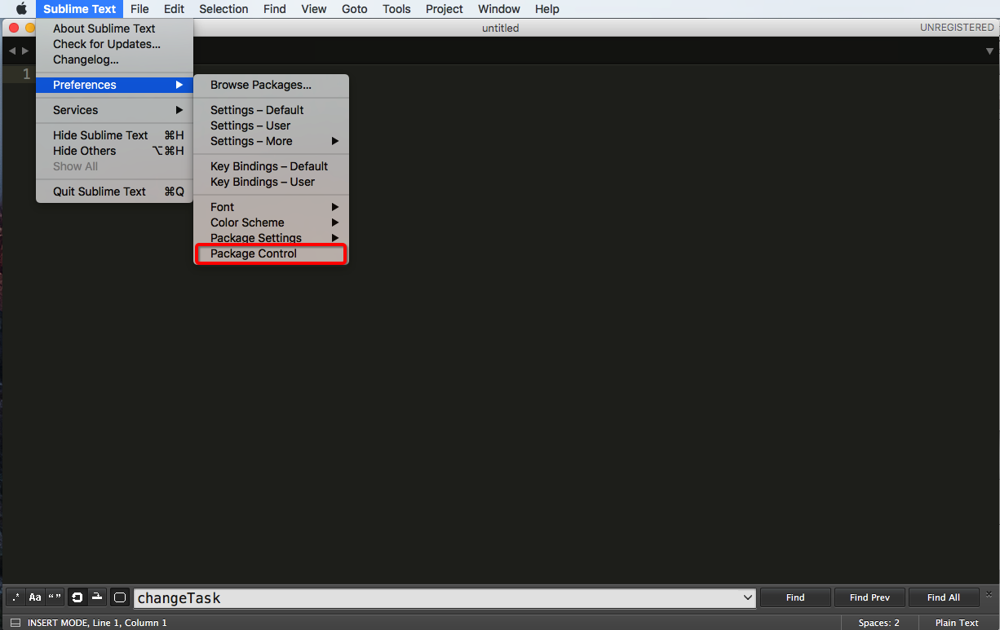 Sublime Text File Edit Selection Find View Goto Tools Project Window Help
untitled
UNREGISTERED
About Sublime Text
Check for Updates...
Changelog...
Preferences
Services
Hide Sublime Text ⌘H
Hide Others ⌥⌘H
Show All
Quit Sublime Text ⌘Q
Browse Packages...
Settings – Default
Settings – User
Settings – More
Key Bindings – Default
Key Bindings – User
Font
Color Scheme
Package Settings
Package Control
1
.* Aa “ ” changeTask Find Find Prev Find All
INSERT MODE, Line 1, Column 1 Spaces: 2 Plain Text